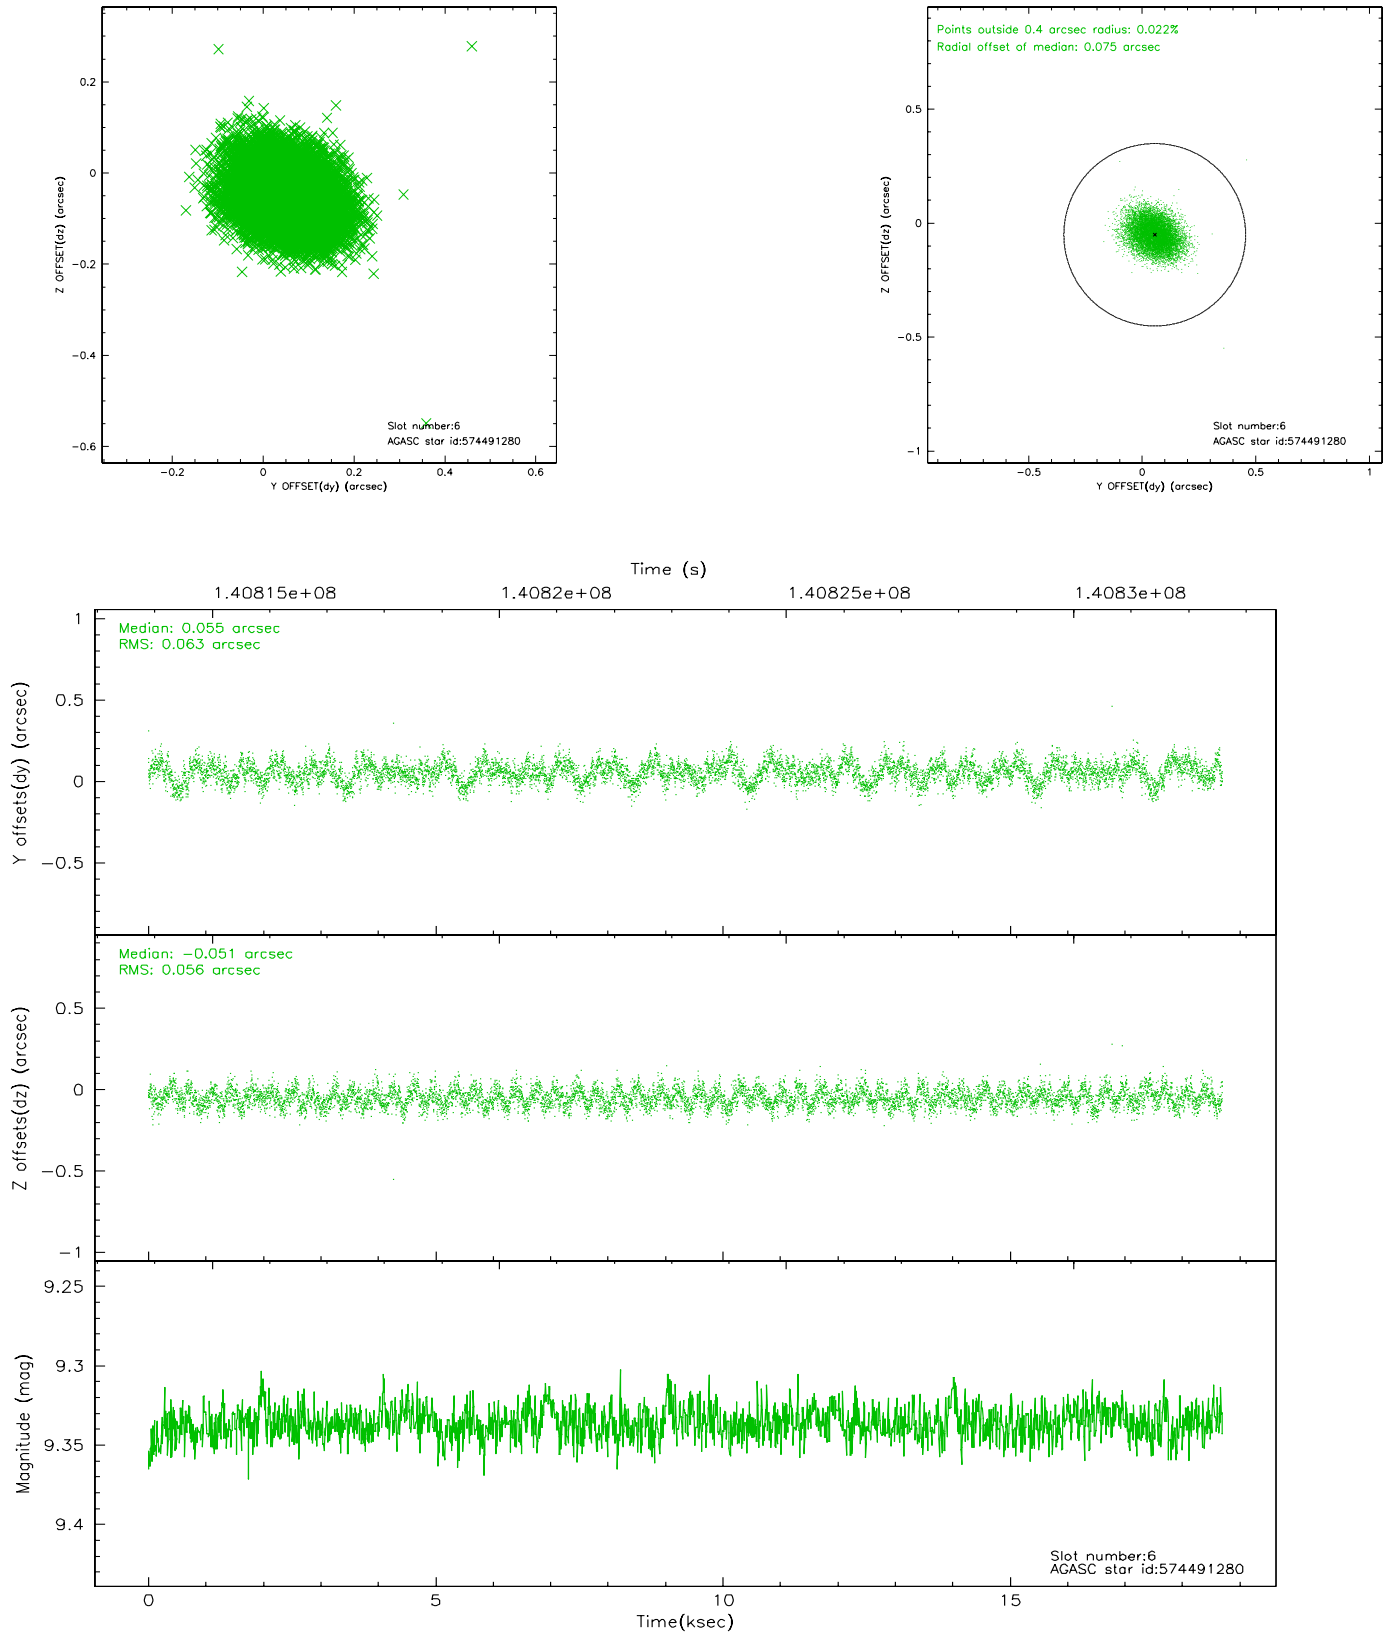 0.2
0
−0.2
−0.4
−0.6
Z OFFSET(dz) (arcsec)
Slot number:6
AGASC star id:574491280
−0.2
0
0.2
0.4
0.6
Y OFFSET(dy) (arcsec)
Points outside 0.4 arcsec radius: 0.022%
Radial offset of median: 0.075 arcsec
0.5
0
−0.5
−1
Z OFFSET(dz) (arcsec)
Slot number:6
AGASC star id:574491280
−0.5
0
0.5
1
Y OFFSET(dy) (arcsec)
Time (s)
1.40815e+08
1.4082e+08
1.40825e+08
1.4083e+08
Median: 0.055 arcsec
RMS: 0.063 arcsec
1
0.5
0
−0.5
Y offsets(dy) (arcsec)
Median: −0.051 arcsec
RMS: 0.056 arcsec
0.5
0
−0.5
−1
Z offsets(dz) (arcsec)
9.25
9.3
9.35
9.4
Magnitude (mag)
Slot number:6
AGASC star id:574491280
0
5
10
15
Time(ksec)